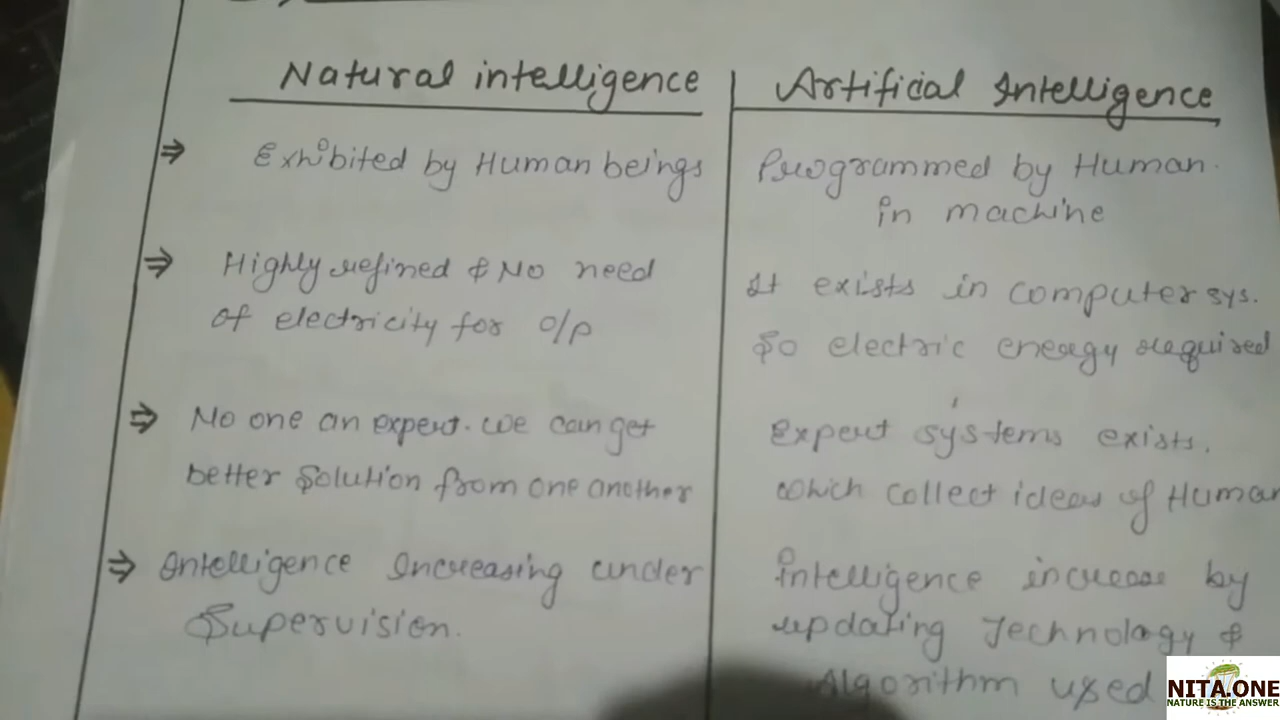 Natural intelligence
Artificial Intelligence
⇒ Exhibited by Human beings
Programmed by Human.
in machine
⇒ Highly refined & No need
of electricity for o/p
It exists in computer sys.
So electric energy required
⇒ No one an expert. We can get
better Solution from one another
Expert systems exists.
which collect ideas of Human
⇒ Intelligence Increasing under
Supervision.
intelligence increase by
updating Technology &
Algorithm used
NITA.ONE
NATURE IS THE ANSWER